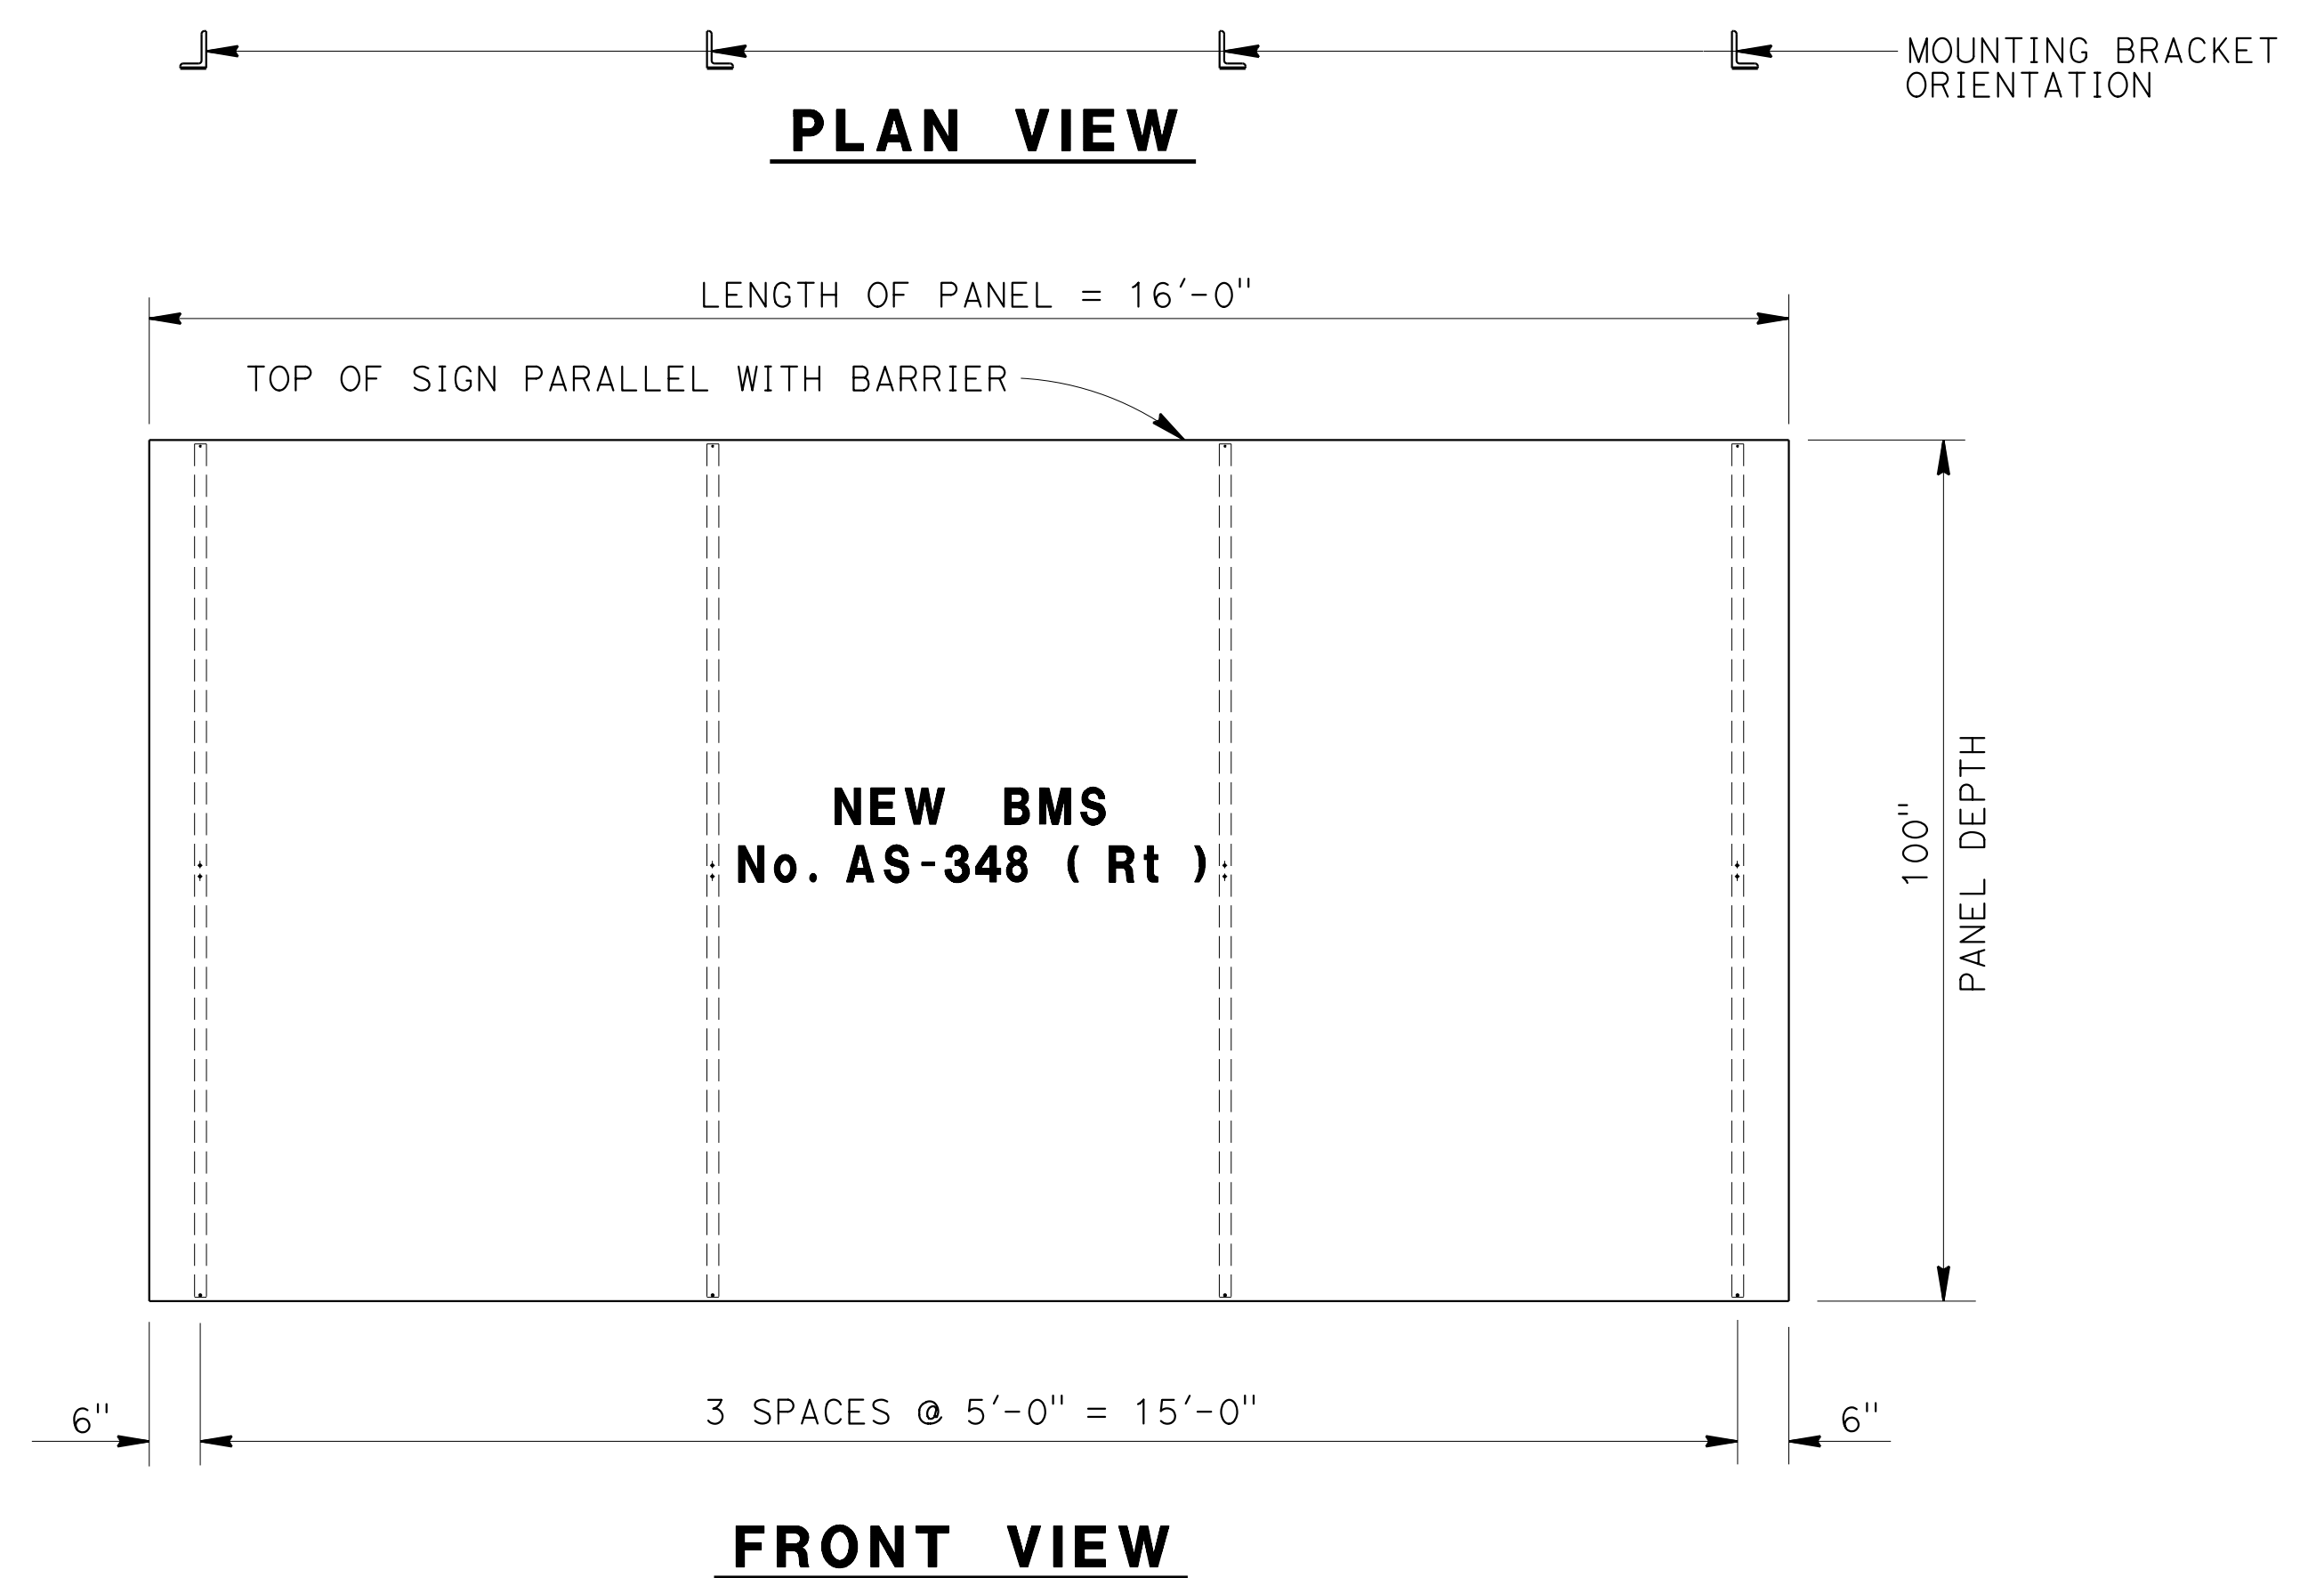 MOUNTING BRACKET
ORIENTATION
PLAN VIEW
LENGTH OF PANEL = 16'-0"
TOP OF SIGN PARALLEL WITH BARRIER
NEW BMS
No. AS-348 ( Rt )
100"
PANEL DEPTH
6"
3 SPACES @ 5'-0" = 15'-0"
6"
FRONT VIEW